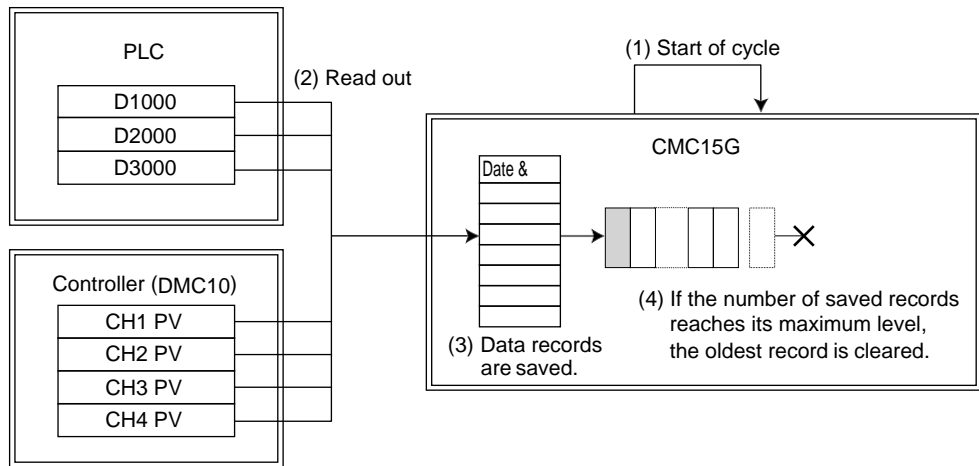 PLC
D1000
D2000
D3000
(2) Read out
Controller (DMC10)
CH1 PV
CH2 PV
CH3 PV
CH4 PV
(1) Start of cycle
CMC15G
Date &
(3) Data records
are saved.
(4) If the number of saved records
reaches its maximum level,
the oldest record is cleared.